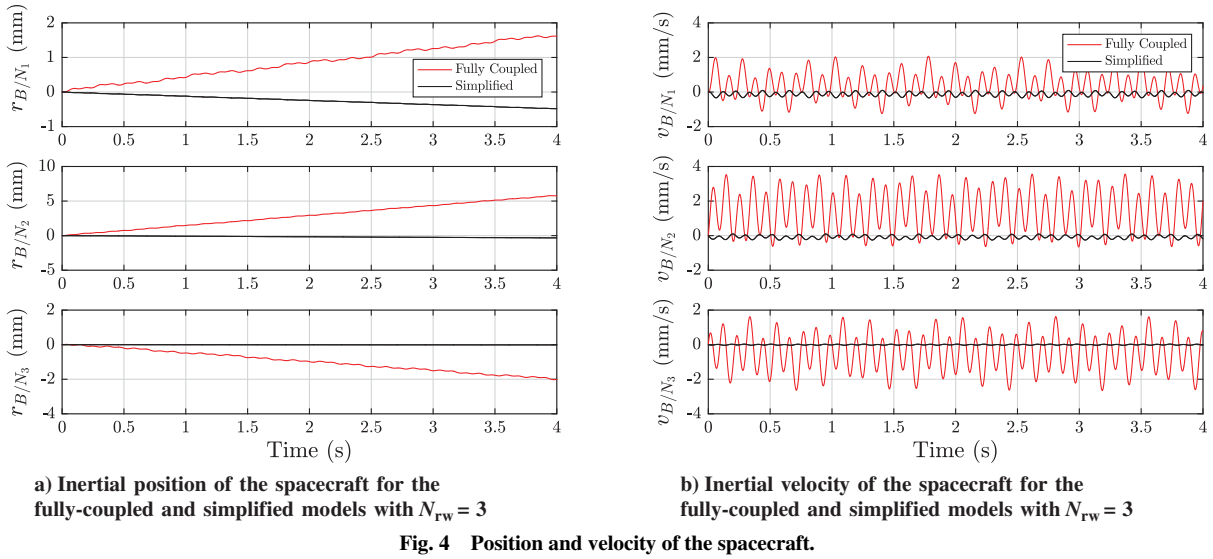 2
1
0
-1
0 0.5 1 1.5 2 2.5 3 3.5 4
r_{B/N_1} (mm)
Fully Coupled
Simplified
10
5
0
-5
0 0.5 1 1.5 2 2.5 3 3.5 4
r_{B/N_2} (mm)
2
0
-2
-4
0 0.5 1 1.5 2 2.5 3 3.5 4
r_{B/N_3} (mm)
Time (s)
a) Inertial position of the spacecraft for the
fully-coupled and simplified models with N_{rw} = 3
4
2
0
-2
0 0.5 1 1.5 2 2.5 3 3.5 4
v_{B/N_1} (mm/s)
Fully Coupled
Simplified
4
2
0
-2
0 0.5 1 1.5 2 2.5 3 3.5 4
v_{B/N_2} (mm/s)
2
0
-2
-4
0 0.5 1 1.5 2 2.5 3 3.5 4
v_{B/N_3} (mm/s)
Time (s)
b) Inertial velocity of the spacecraft for the
fully-coupled and simplified models with N_{rw} = 3
Fig. 4 Position and velocity of the spacecraft.